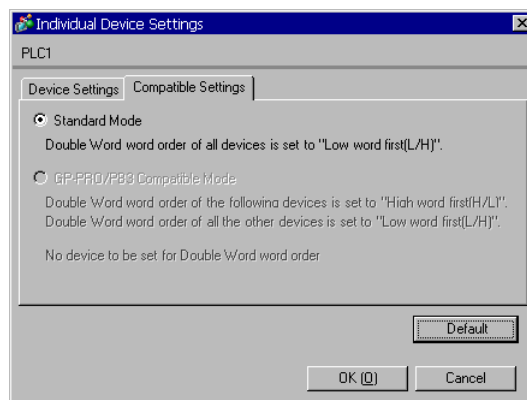 Individual Device Settings
PLC1
Device Settings
Compatible Settings
Standard Mode
Double Word word order of all devices is set to "Low word first(L/H)".
GP-PRO/PB3 Compatible Mode
Double Word word order of the following devices is set to "High word first(H/L)".
Double Word word order of all the other devices is set to "Low word first(L/H)".
No device to be set for Double Word word order
Default
OK (O)
Cancel